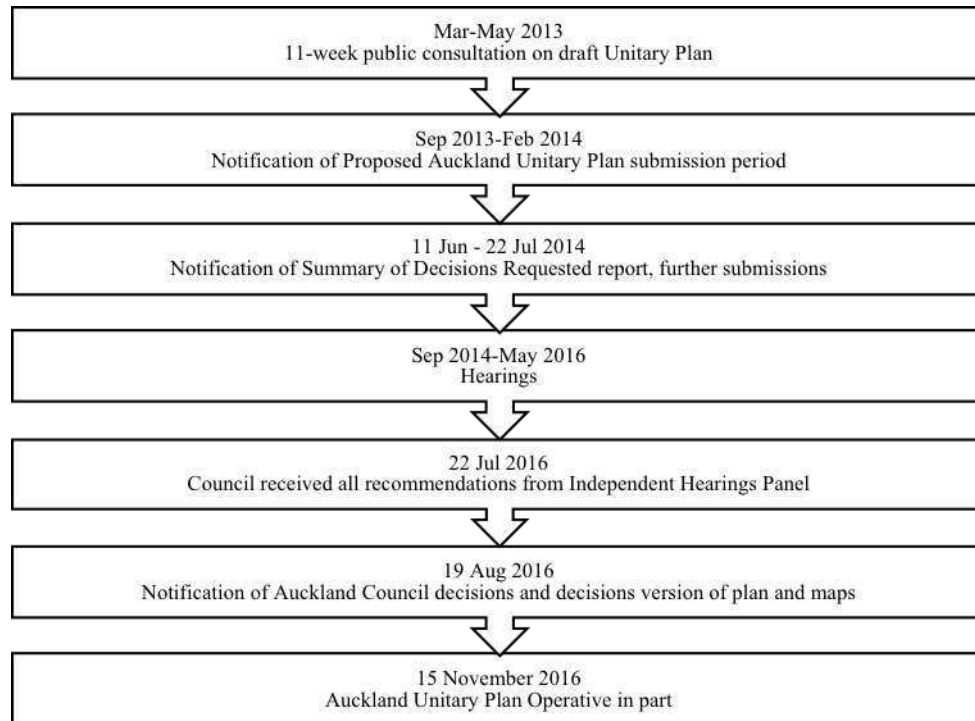 Mar-May 2013
11-week public consultation on draft Unitary Plan
Sep 2013-Feb 2014
Notification of Proposed Auckland Unitary Plan submission period
11 Jun - 22 Jul 2014
Notification of Summary of Decisions Requested report, further submissions
Sep 2014-May 2016
Hearings
22 Jul 2016
Council received all recommendations from Independent Hearings Panel
19 Aug 2016
Notification of Auckland Council decisions and decisions version of plan and maps
15 November 2016
Auckland Unitary Plan Operative in part